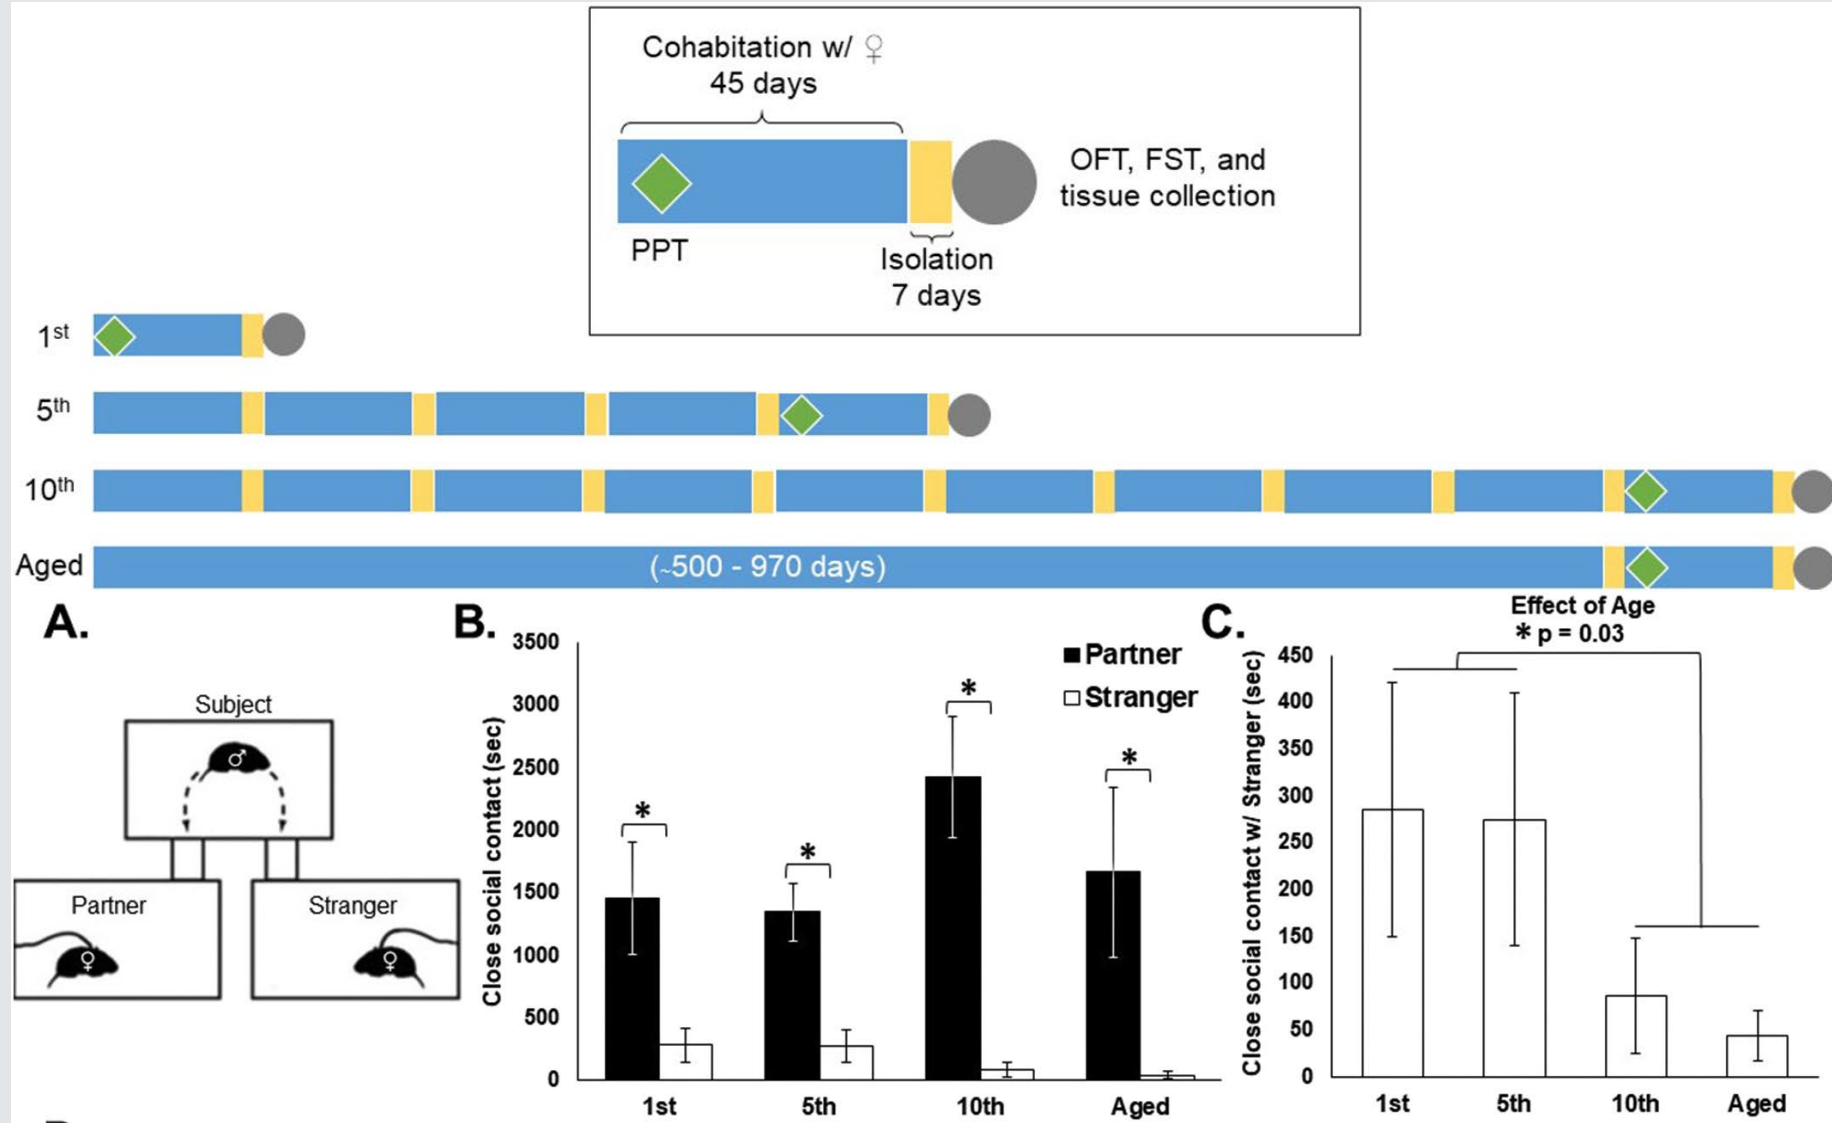 Cohabitation w/ ♀
45 days
OFT, FST, and
tissue collection
PPT
Isolation
7 days
1st
5th
10th
Aged
(~500 - 970 days)
A.
Subject
♂
Partner
♀
Stranger
♀
B.
Close social contact (sec)
3500
3000
2500
2000
1500
1000
500
0
■ Partner
□ Stranger
*
*
*
*
1st
5th
10th
Aged
C.
Effect of Age
* p = 0.03
Close social contact w/ Stranger (sec)
450
400
350
300
250
200
150
100
50
0
1st
5th
10th
Aged